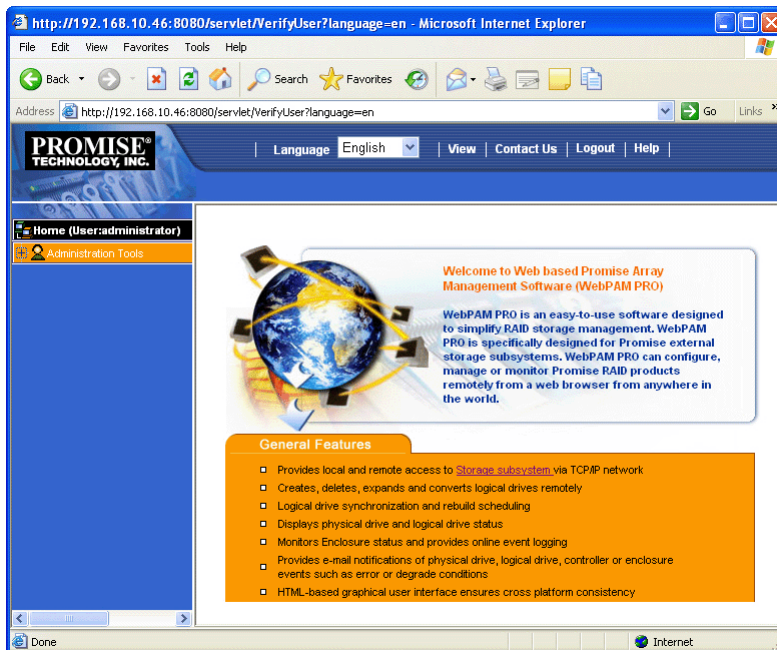 http://192.168.10.46:8080/servlet/VerifyUser?language=en - Microsoft Internet Explorer
File Edit View Favorites Tools Help
Back Search Favorites
Address http://192.168.10.46:8080/servlet/VerifyUser?language=en Go Links »
PROMISE®
TECHNOLOGY, INC.
| Language English | View | Contact Us | Logout | Help |
Home (User:administrator)
Administration Tools
Welcome to Web based Promise Array
Management Software (WebPAM PRO)
WebPAM PRO is an easy-to-use software designed
to simplify RAID storage management. WebPAM
PRO is specifically designed for Promise external
storage subsystems. WebPAM PRO can configure,
manage or monitor Promise RAID products
remotely from a web browser from anywhere in
the world.
General Features
Provides local and remote access to Storage subsystem via TCP/IP network
Creates, deletes, expands and converts logical drives remotely
Logical drive synchronization and rebuild scheduling
Displays physical drive and logical drive status
Monitors Enclosure status and provides online event logging
Provides e-mail notifications of physical drive, logical drive, controller or enclosure
events such as error or degrade conditions
HTML-based graphical user interface ensures cross platform consistency
Done Internet